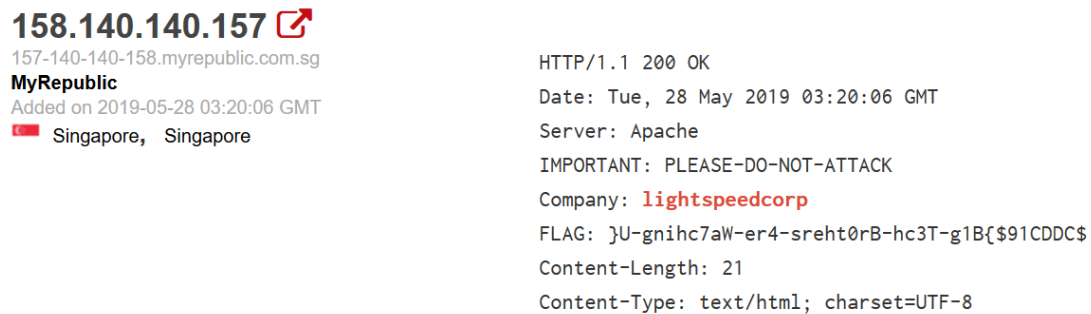 158.140.140.157
157-140-140-158.myrepublic.com.sg
MyRepublic
Added on 2019-05-28 03:20:06 GMT
Singapore, Singapore
HTTP/1.1 200 OK
Date: Tue, 28 May 2019 03:20:06 GMT
Server: Apache
IMPORTANT: PLEASE-DO-NOT-ATTACK
Company: lightspeedcorp
FLAG: }U-gnihc7aW-er4-sreht0rB-hc3T-g1B{$91CDDC$
Content-Length: 21
Content-Type: text/html; charset=UTF-8